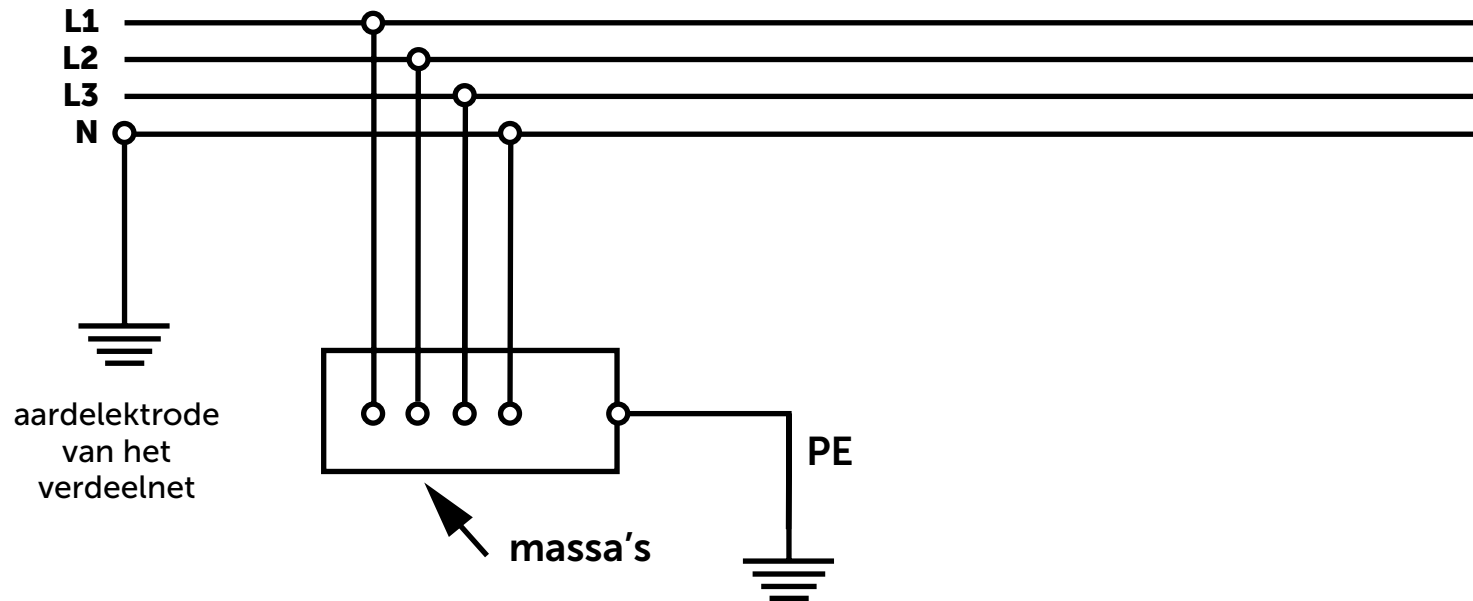 L1
L2
L3
N
aardelektrode
van het
verdeelnet
PE
massa’s